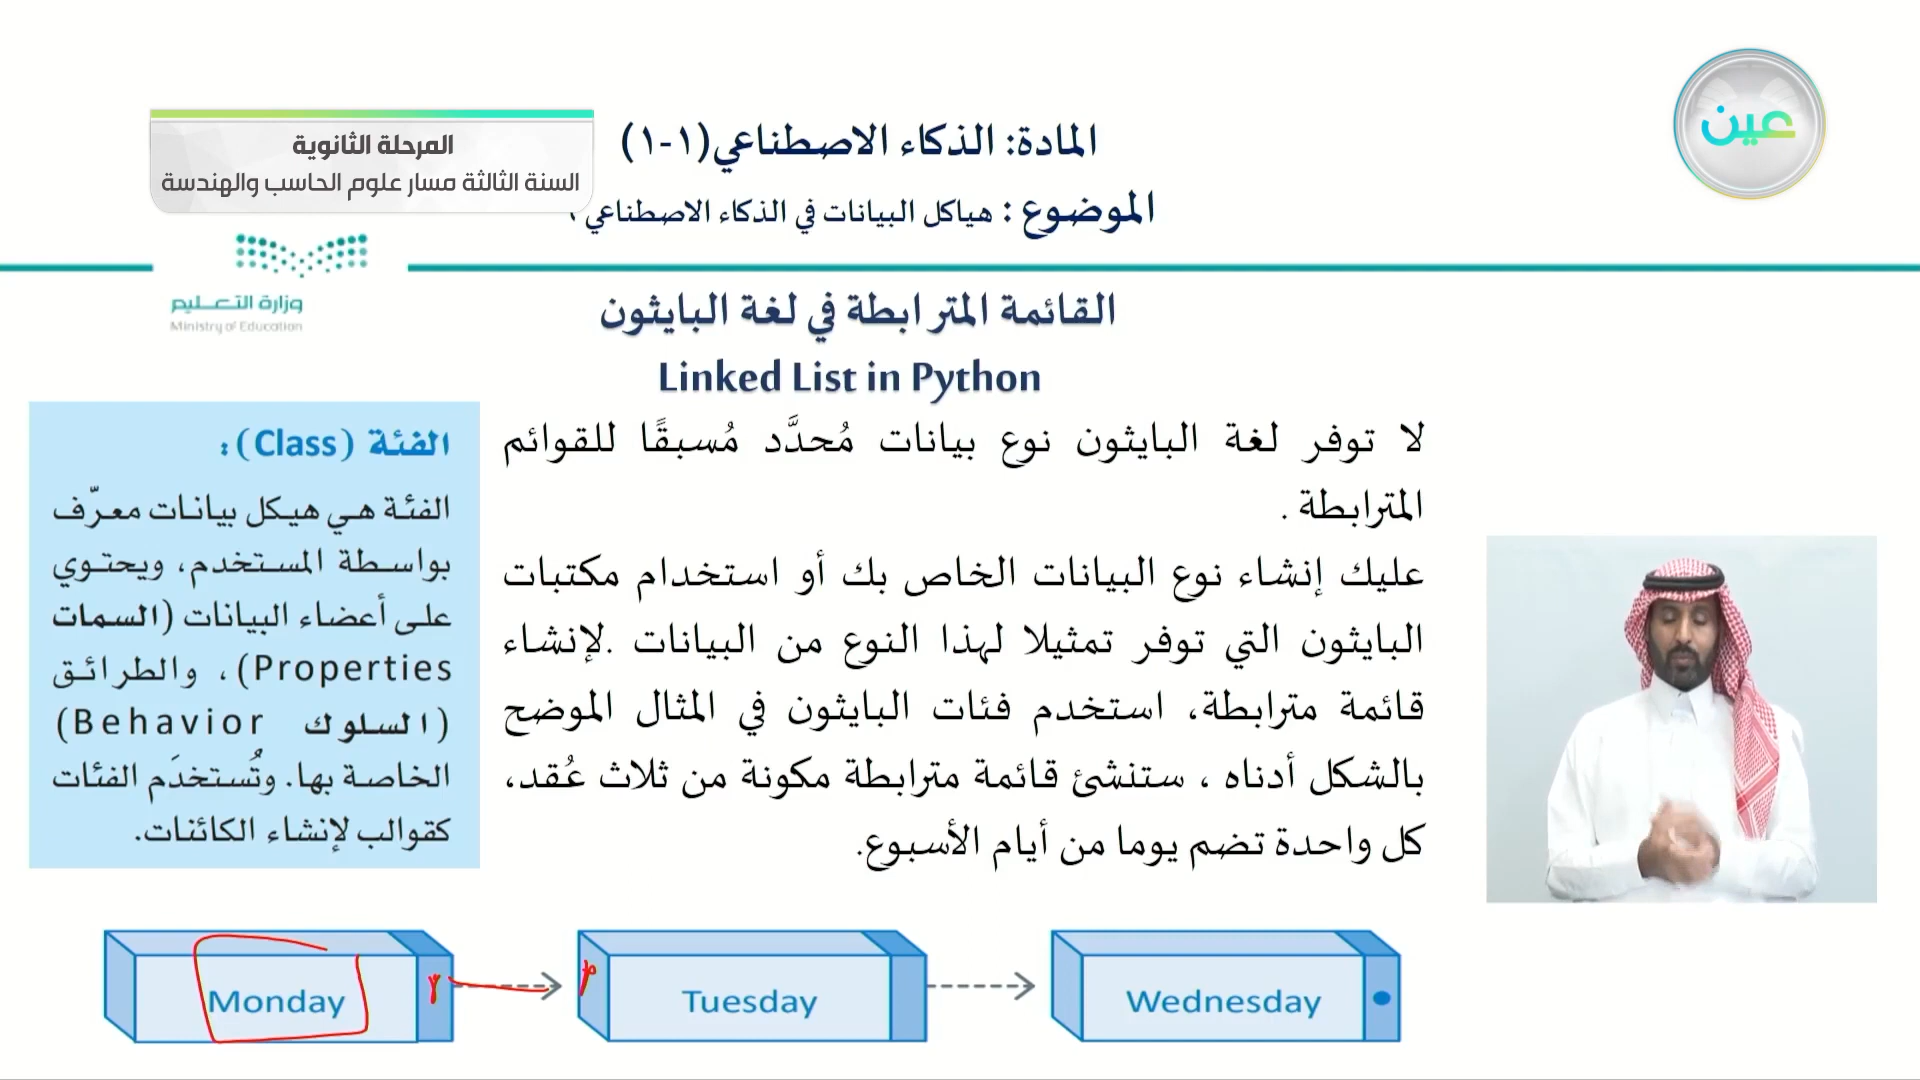 عين
المرحلة الثانوية
السنة الثالثة مسار علوم الحاسب والهندسة
المادة: الذكاء الاصطناعي(١-١)
الموضوع : هياكل البيانات في الذكاء الاصطناعي
وزارة التعليم
Ministry of Education
القائمة المترابطة في لغة البايثون
Linked List in Python
لا توفر لغة البايثون نوع بيانات مُحدَّد مُسبقًا للقوائم
المترابطة .
عليك إنشاء نوع البيانات الخاص بك أو استخدام مكتبات
البايثون التي توفر تمثيلا لهذا النوع من البيانات .لإنشاء
قائمة مترابطة، استخدم فئات البايثون في المثال الموضح
بالشكل أدناه ، ستنشئ قائمة مترابطة مكونة من ثلاث عُقد،
كل واحدة تضم يوما من أيام الأسبوع.
الفئة (Class):
الفئة هي هيكل بيانات معرّف
بواسطة المستخدم، ويحتوي
على أعضاء البيانات (السمات
Properties)، والطرائق
(السلوك Behavior)
الخاصة بها. وتُستخدَم الفئات
كقوالب لإنشاء الكائنات.
Monday
Tuesday
Wednesday